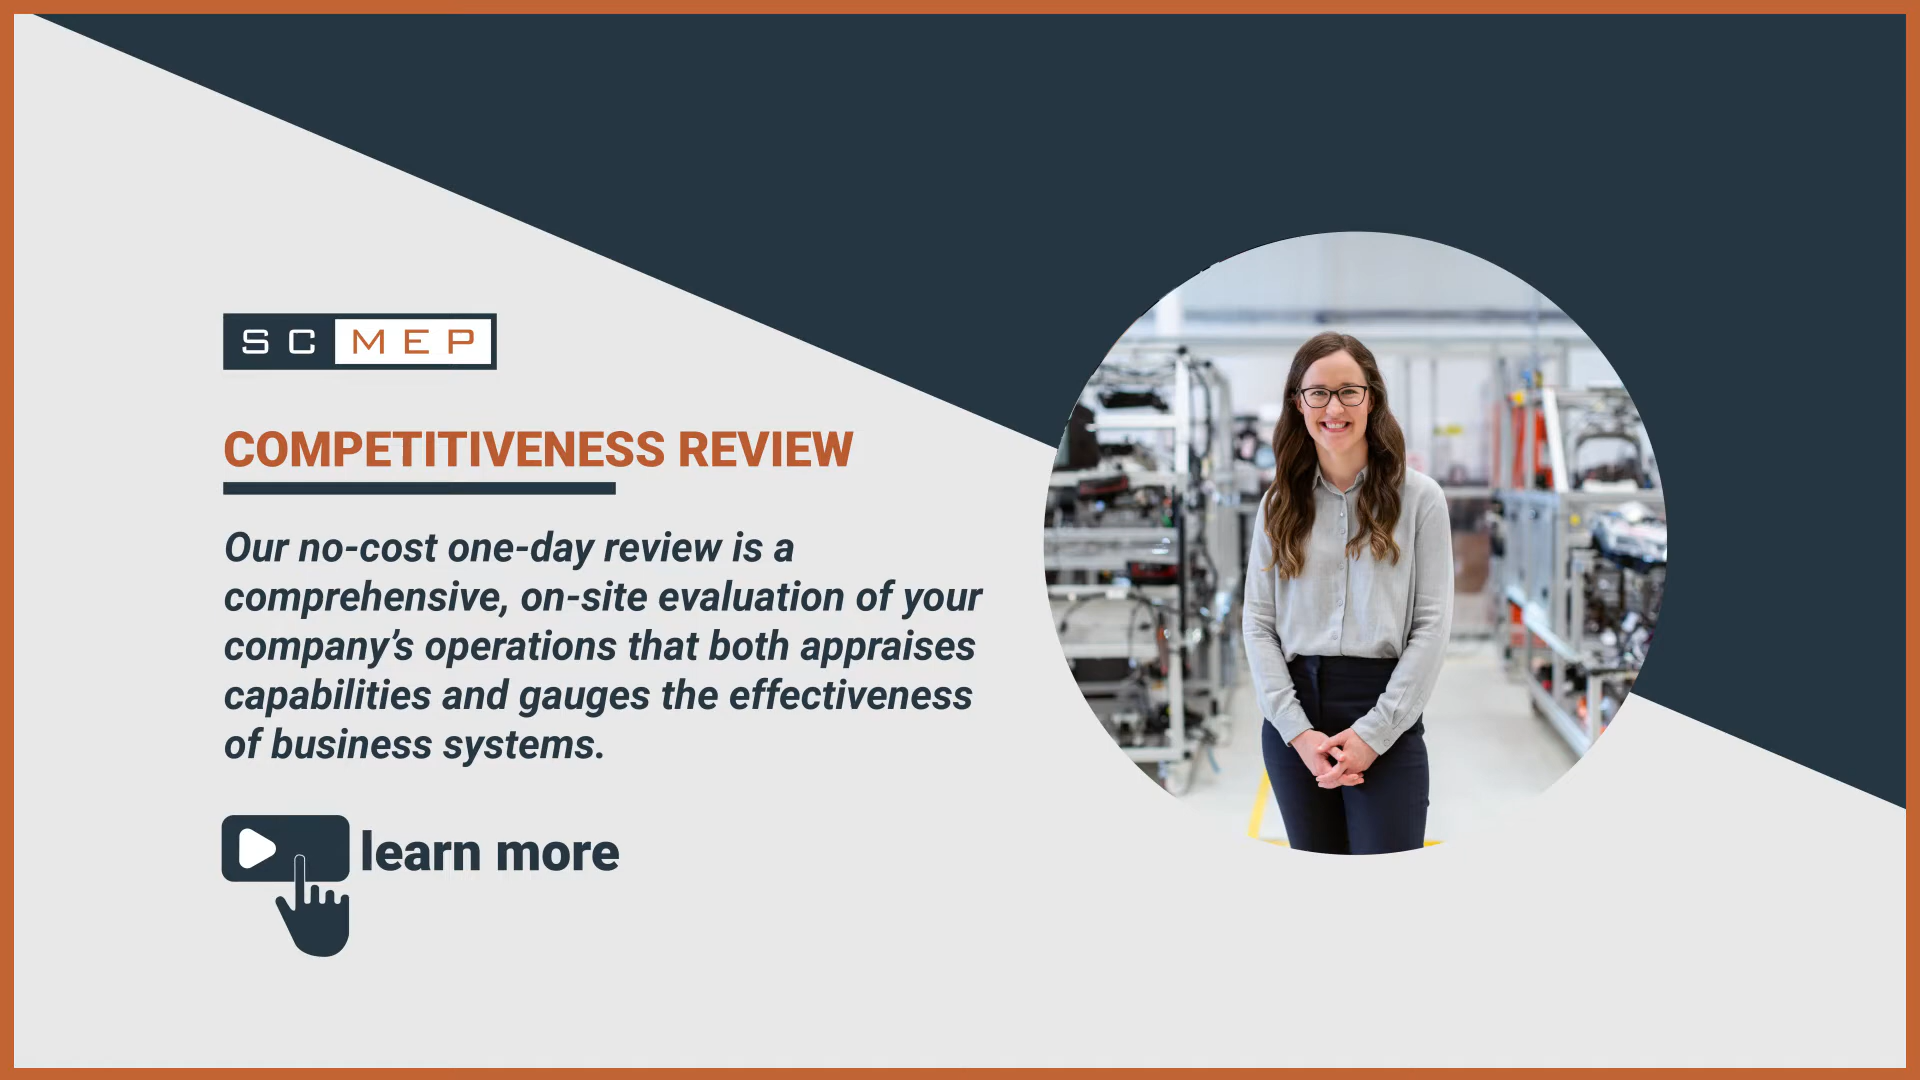 SC MEP
COMPETITIVENESS REVIEW
Our no-cost one-day review is a
comprehensive, on-site evaluation of your
company’s operations that both appraises
capabilities and gauges the effectiveness
of business systems.
learn more